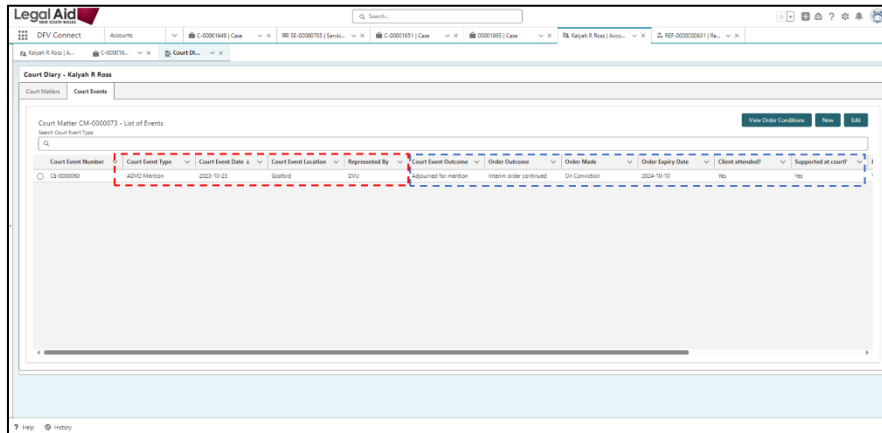 Legal Aid
NEW SOUTH WALES
Search...
DFV Connect Accounts C-00001649 | Case SE-00000705 | Servic... C-00001651 | Case 00001065 | Case Kalyah R Ross | Acco... REF-0000000631 | Re...
Kalyah R Ross | A... C-000016... Court Di...
Court Diary - Kalyah R Ross
Court Matters Court Events
Court Matter CM-0000073 - List of Events
View Order Conditions New Edit
Search Court Event Type
Court Event Number Court Event Type Court Event Date ↓ Court Event Location Represented By Court Event Outcome Order Outcome Order Made Order Expiry Date Client attended? Supported at court?
CE-0000060 ADVO Mention 2023-10-23 Gosford DVU Adjourned for mention Interim order continued On Conviction 2024-10-10 Yes Yes
? Help History